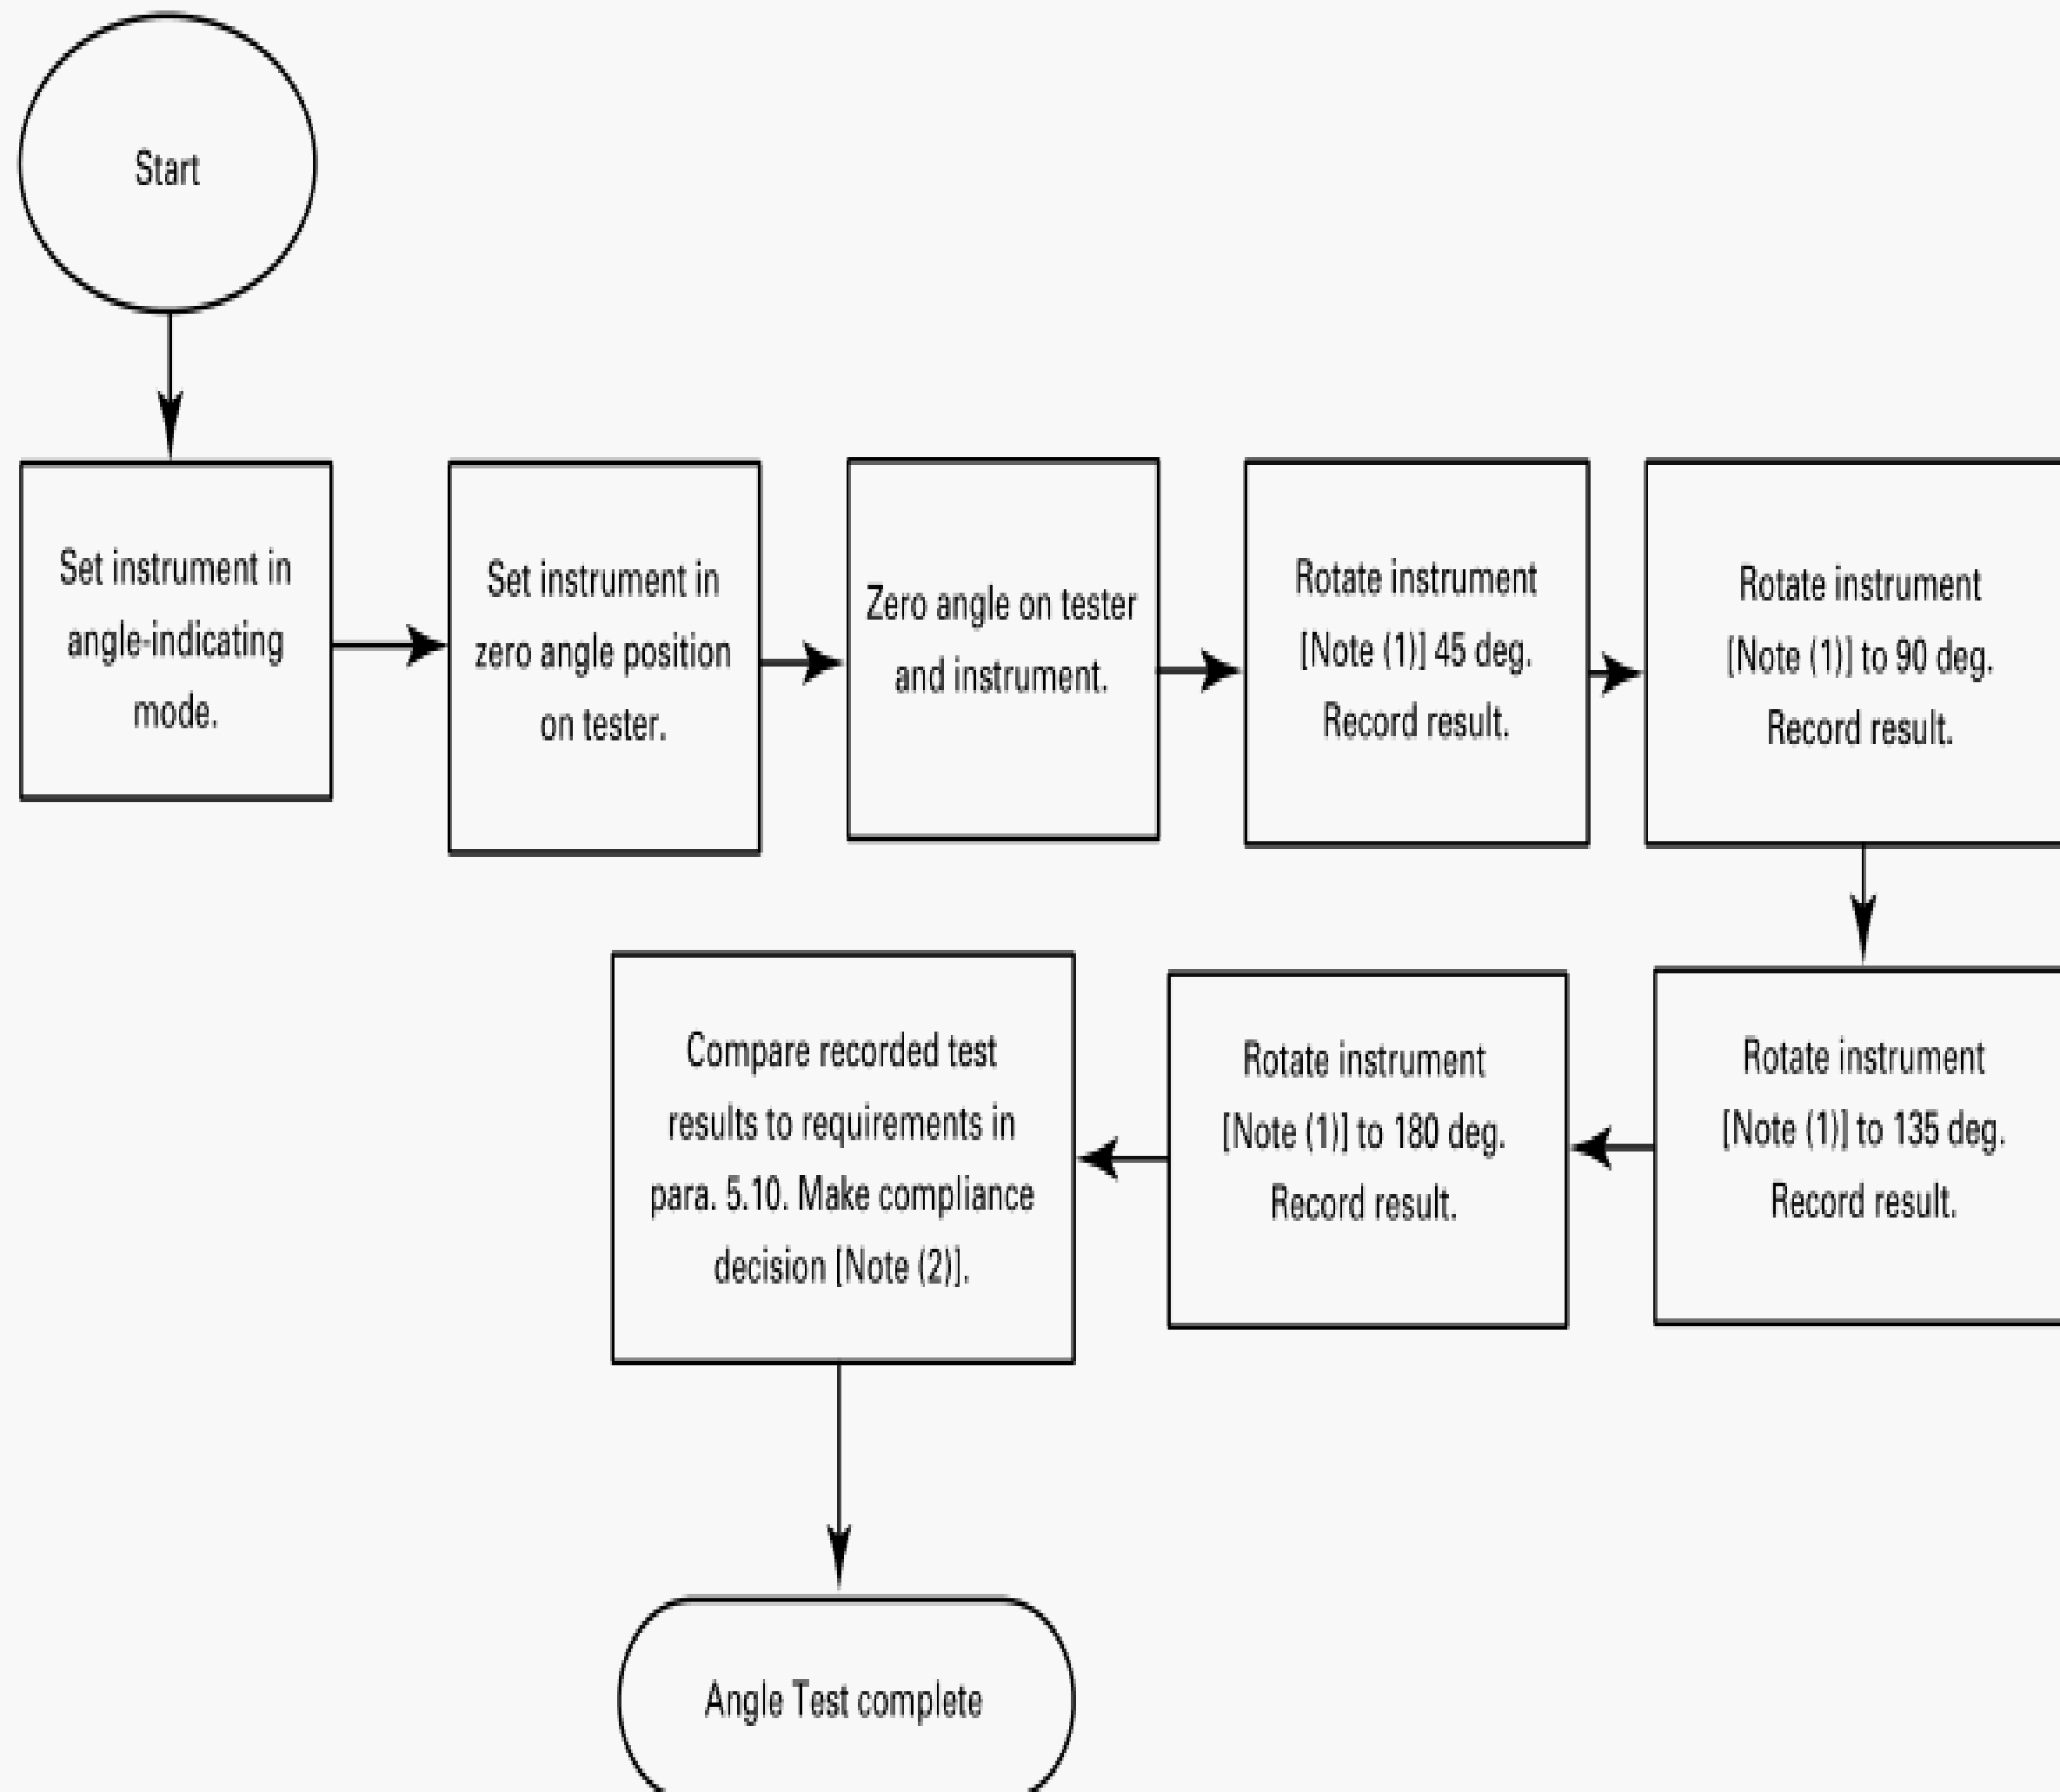 Start
Set instrument in
angle-indicating
mode.
Set instrument in
zero angle position
on tester.
Zero angle on tester
and instrument.
Rotate instrument
[Note (1)] 45 deg.
Record result.
Rotate instrument
[Note (1)] to 90 deg.
Record result.
Rotate instrument
[Note (1)] to 135 deg.
Record result.
Rotate instrument
[Note (1)] to 180 deg.
Record result.
Compare recorded test
results to requirements in
para. 5.10. Make compliance
decision [Note (2)].
Angle Test complete